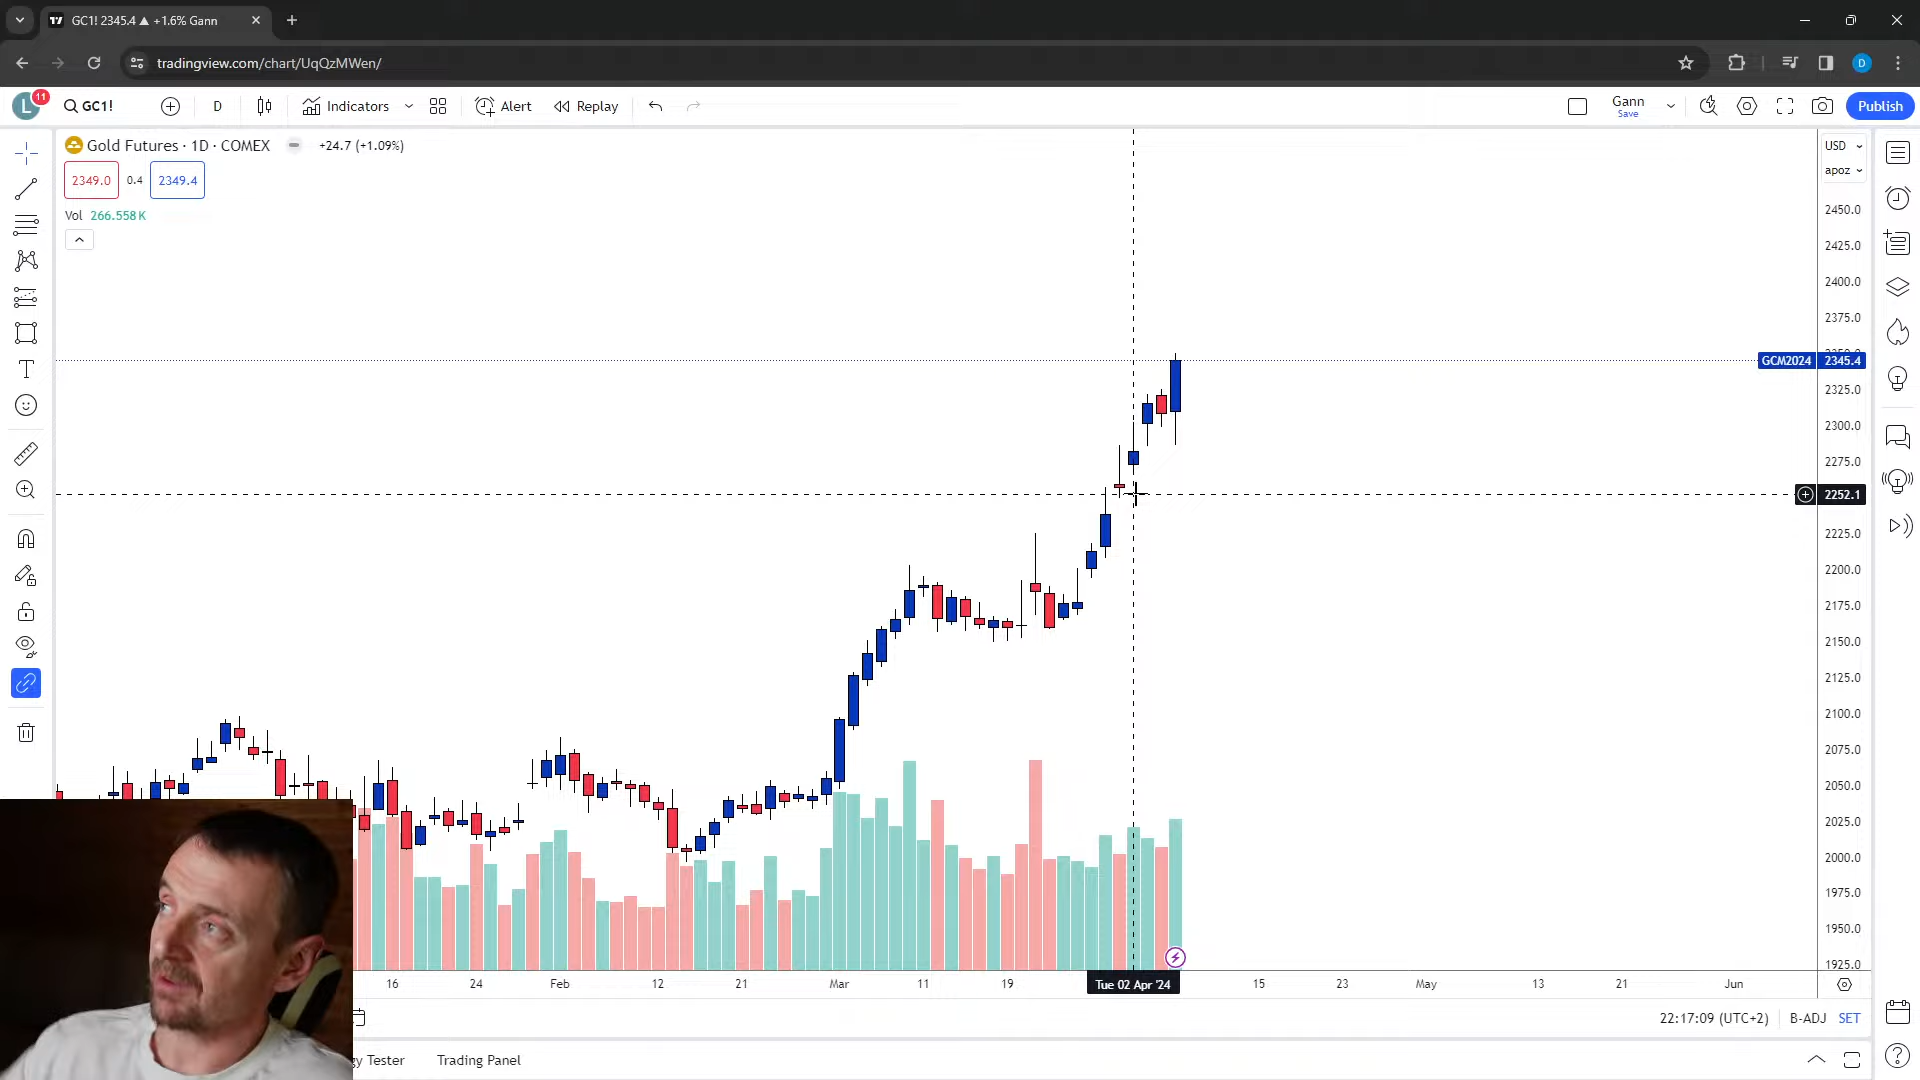 GC1! 2345.4 ▲ +1.6% Gann
tradingview.com/chart/UqQzMWen/
D
L
11
GC1!
D
Indicators
Alert
Replay
Gann
Save
Publish
Gold Futures · 1D · COMEX
+24.7 (+1.09%)
2349.0
0.4
2349.4
Vol 266.558 K
USD
apoz
2450.0
2425.0
2400.0
2375.0
GCM2024 2345.4
2325.0
2300.0
2275.0
2252.1
2225.0
2200.0
2175.0
2150.0
2125.0
2100.0
2075.0
2050.0
2025.0
2000.0
1975.0
1950.0
1925.0
16
24
Feb
12
21
Mar
11
19
Tue 02 Apr '24
15
23
May
13
21
Jun
22:17:09 (UTC+2)
B-ADJ
SET
gy Tester
Trading Panel